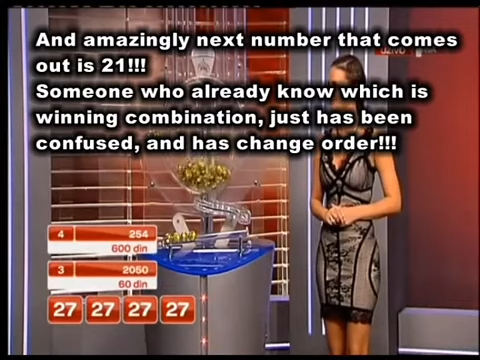 And amazingly next number that comes
out is 21!!!
Someone who already know which is
winning combination, just has been
confused, and has change order!!!
UŽIVO
4 254
600 din
3 2050
60 din
27 27 27 27